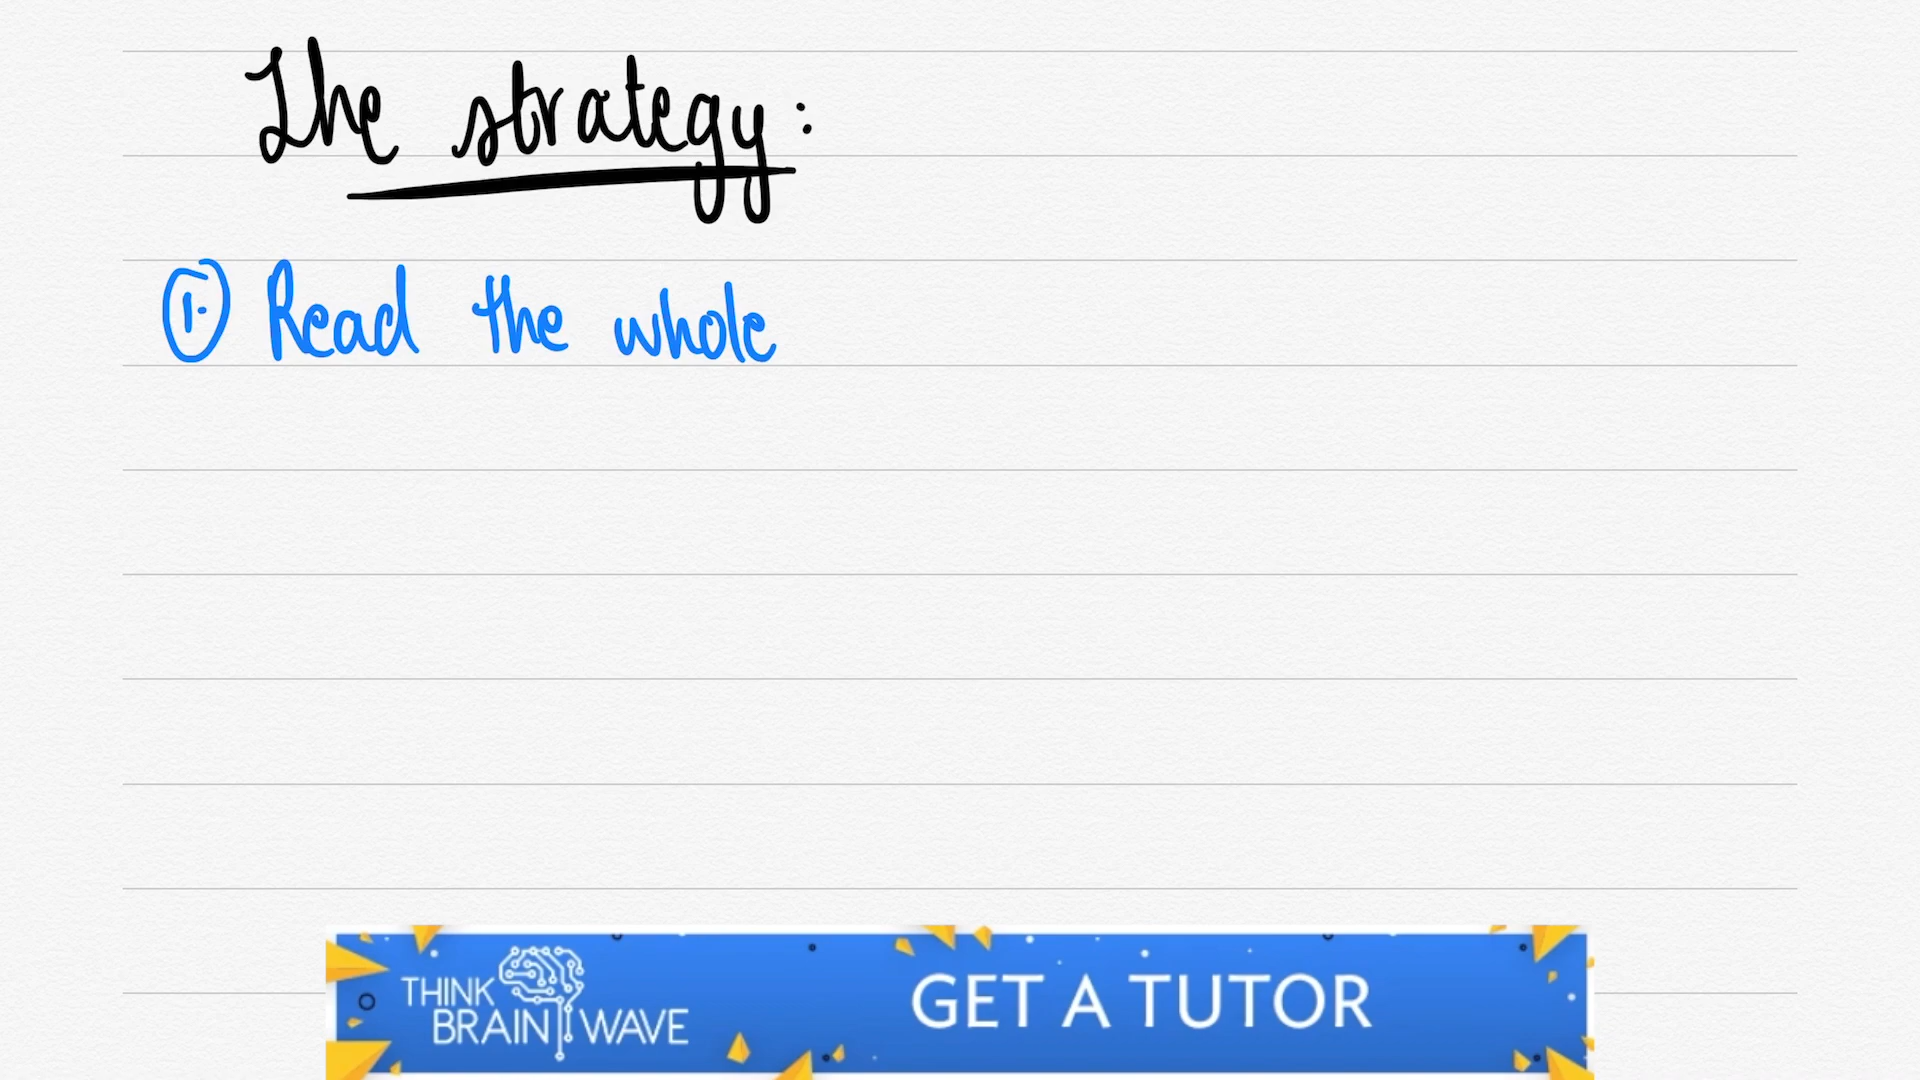 The strategy:
1. Read the whole
THINK
BRAIN WAVE
GET A TUTOR